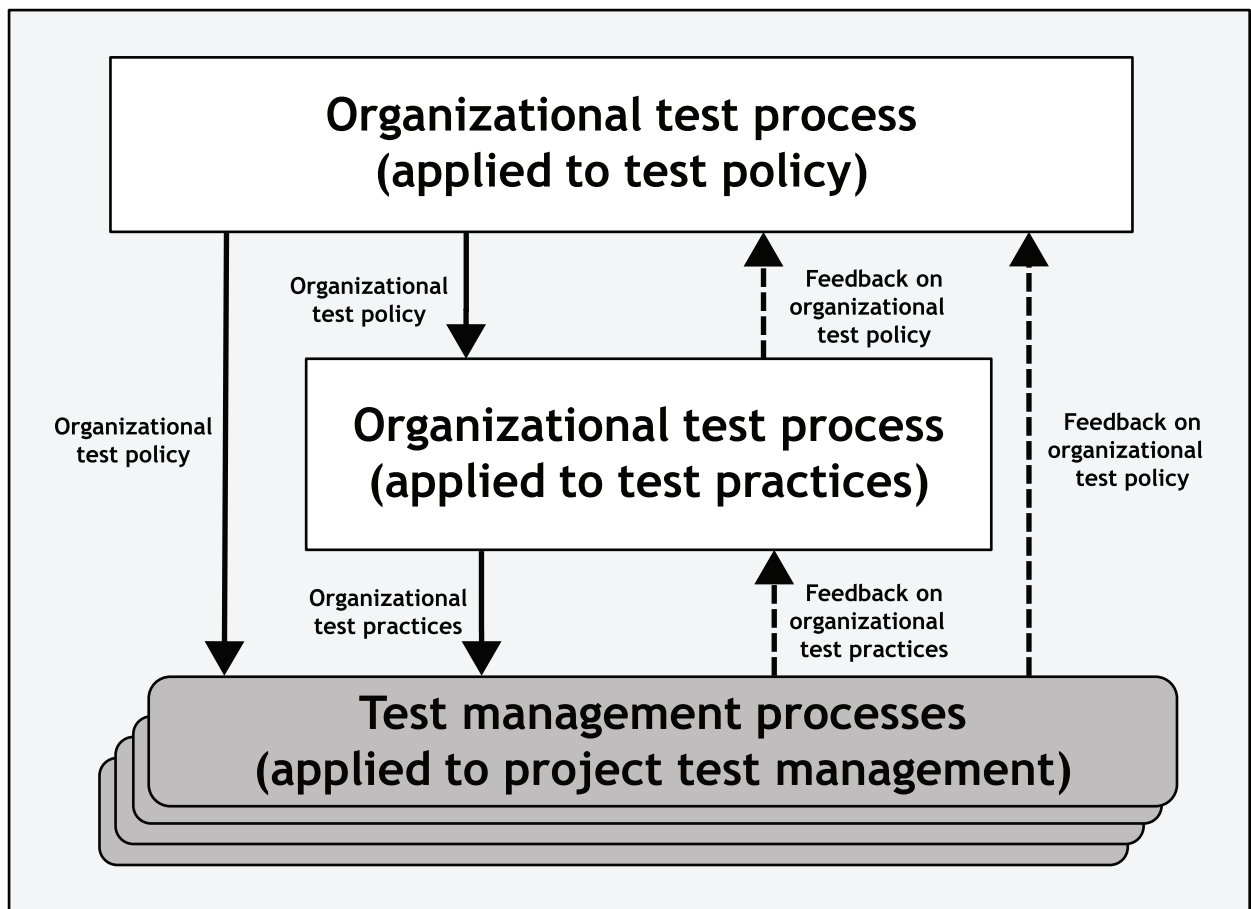 Organizational test process
(applied to test policy)
Organizational
test policy
Feedback on
organizational
test policy
Organizational
test policy
Organizational test process
(applied to test practices)
Feedback on
organizational
test policy
Organizational
test practices
Feedback on
organizational
test practices
Test management processes
(applied to project test management)